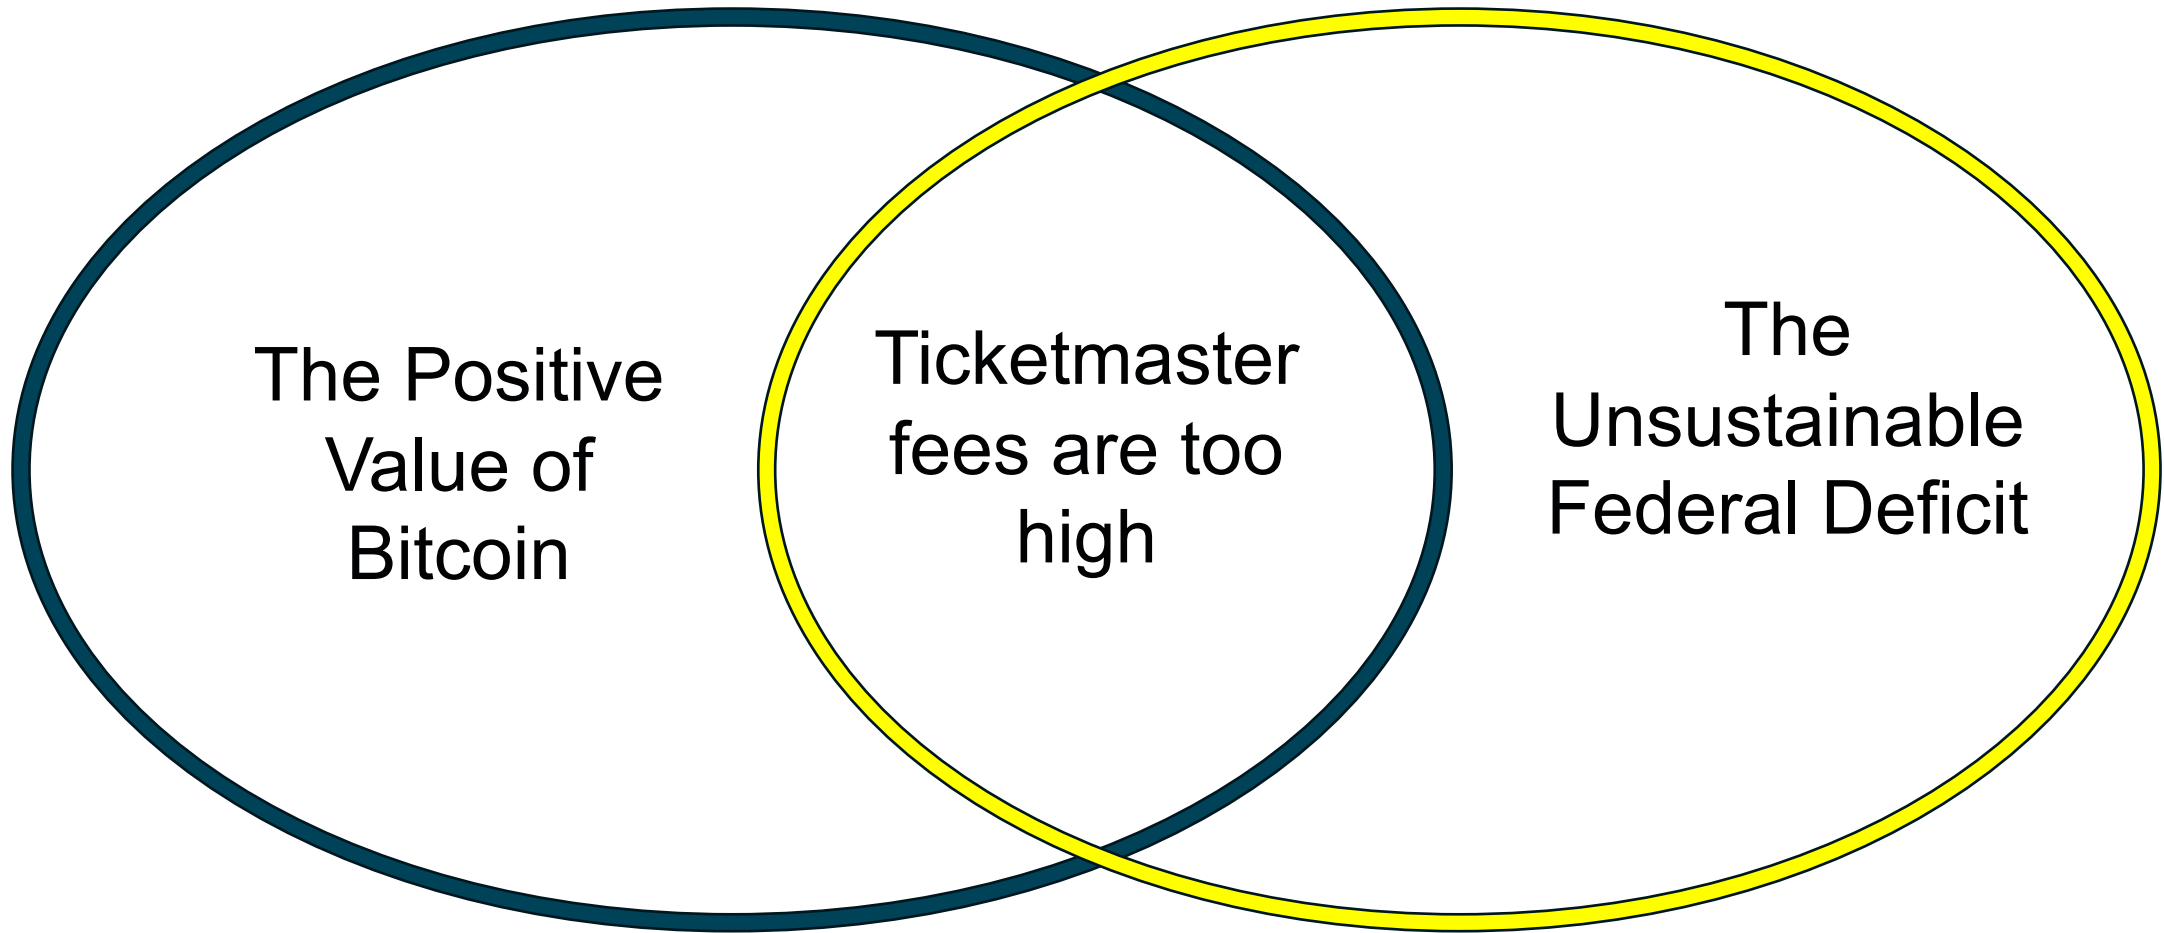 The Positive
Value of
Bitcoin
Ticketmaster
fees are too
high
The
Unsustainable
Federal Deficit